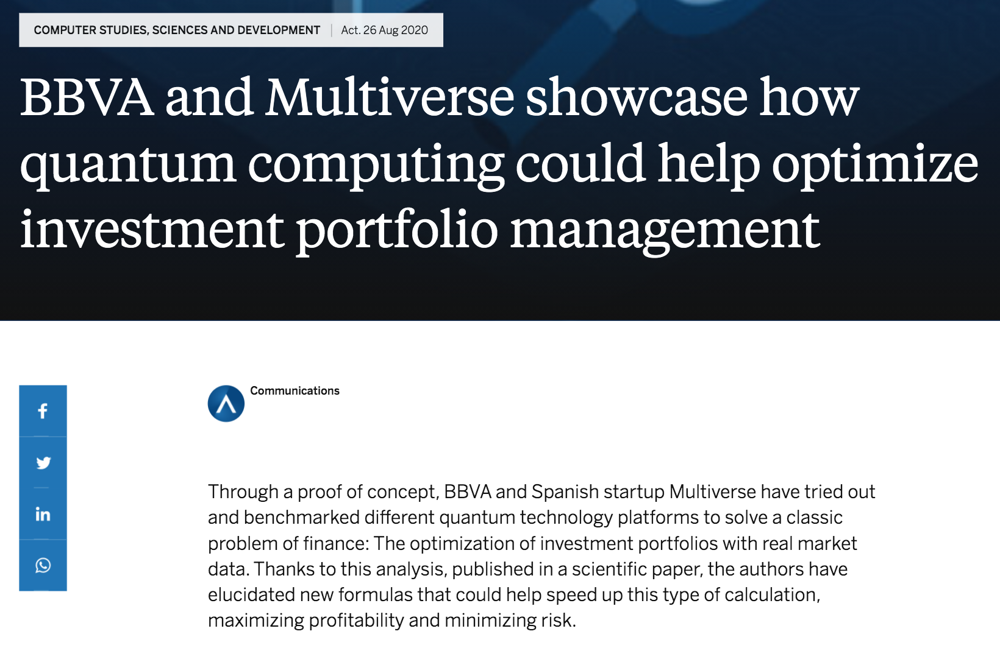 COMPUTER STUDIES, SCIENCES AND DEVELOPMENT | Act. 26 Aug 2020
BBVA and Multiverse showcase how
quantum computing could help optimize
investment portfolio management
Communications
Through a proof of concept, BBVA and Spanish startup Multiverse have tried out
and benchmarked different quantum technology platforms to solve a classic
problem of finance: The optimization of investment portfolios with real market
data. Thanks to this analysis, published in a scientific paper, the authors have
elucidated new formulas that could help speed up this type of calculation,
maximizing profitability and minimizing risk.